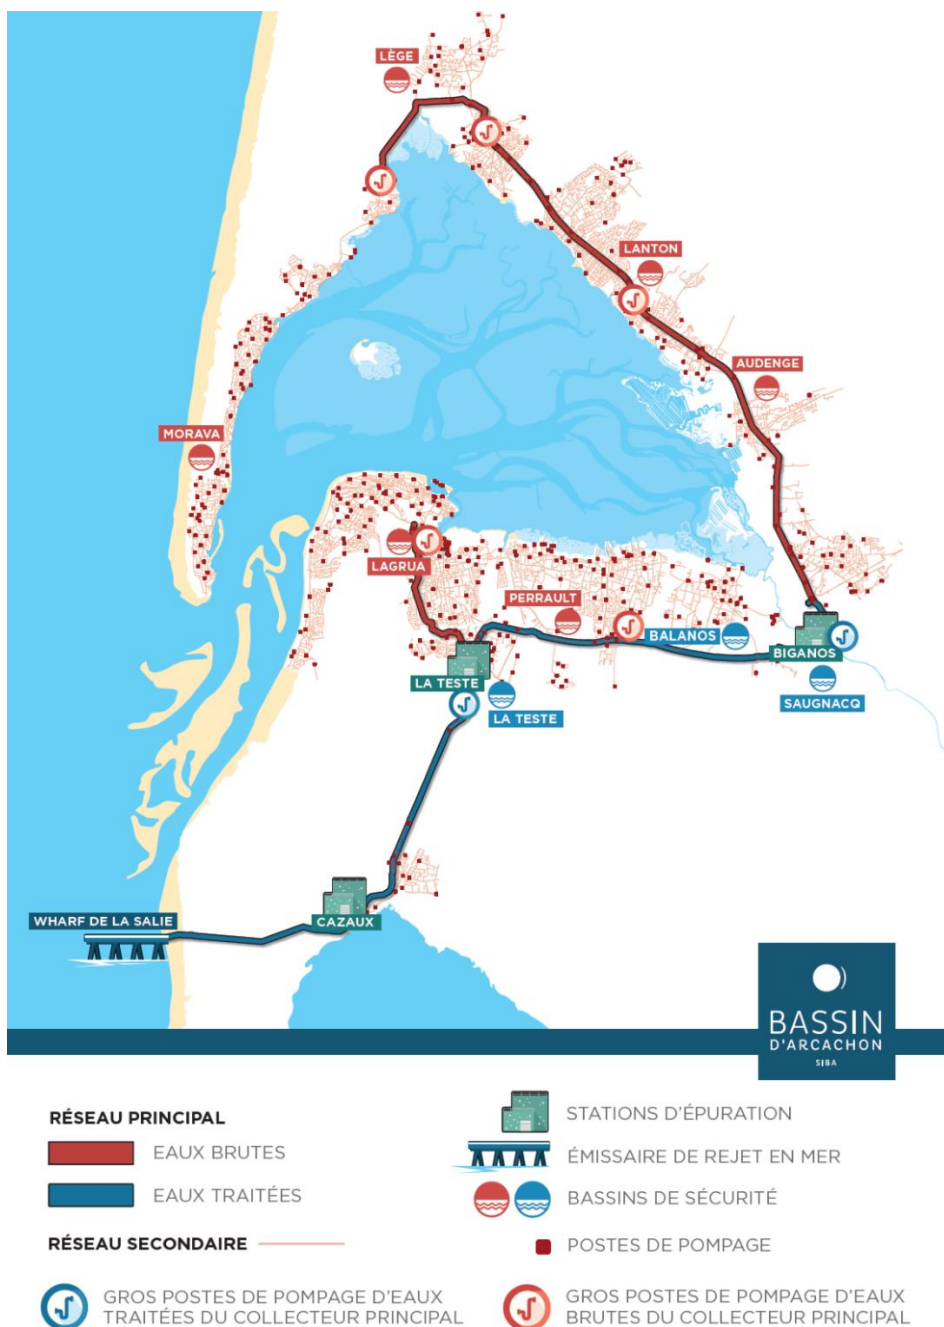 LÈGE
LANTON
AUDENGE
MORAVA
LAGRUA
PERRAULT
BALANOS
BIGANOS
LA TESTE
SAUGNACQ
LA TESTE
CAZAUX
WHARF DE LA SALIE
BASSIN
D'ARCACHON
SIBA
RÉSEAU PRINCIPAL
EAUX BRUTES
EAUX TRAITÉES
RÉSEAU SECONDAIRE
GROS POSTES DE POMPAGE D'EAUX
TRAITÉES DU COLLECTEUR PRINCIPAL
STATIONS D'ÉPURATION
ÉMISSAIRE DE REJET EN MER
BASSINS DE SÉCURITÉ
POSTES DE POMPAGE
GROS POSTES DE POMPAGE D'EAUX
BRUTES DU COLLECTEUR PRINCIPAL